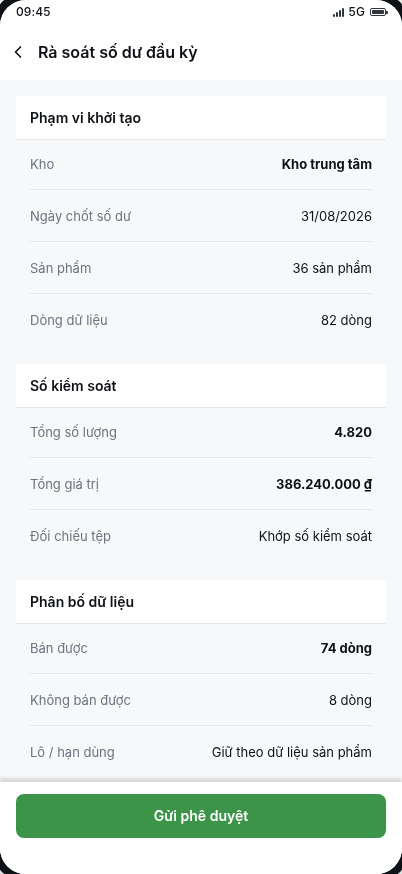 09:45
5G
Rà soát số dư đầu kỳ
Phạm vi khởi tạo
Kho Kho trung tâm
Ngày chốt số dư 31/08/2026
Sản phẩm 36 sản phẩm
Dòng dữ liệu 82 dòng
Số kiểm soát
Tổng số lượng 4.820
Tổng giá trị 386.240.000 ₫
Đối chiếu tệp Khớp số kiểm soát
Phân bố dữ liệu
Bán được 74 dòng
Không bán được 8 dòng
Lô / hạn dùng Giữ theo dữ liệu sản phẩm
Gửi phê duyệt